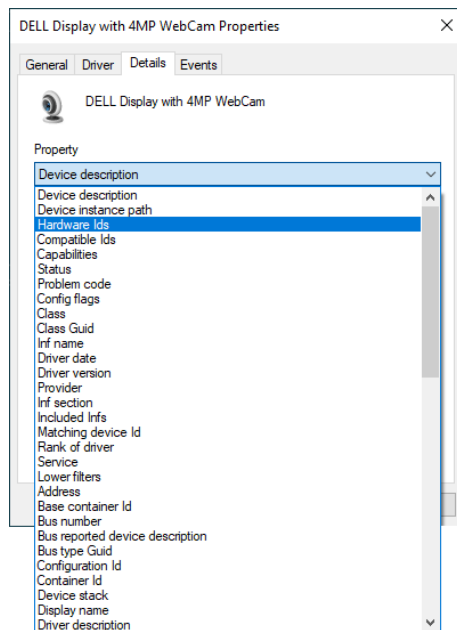 DELL Display with 4MP WebCam Properties
General Driver Details Events
DELL Display with 4MP WebCam
Property
Device description
Device description
Device instance path
Hardware Ids
Compatible Ids
Capabilities
Status
Problem code
Config flags
Class
Class Guid
Inf name
Driver date
Driver version
Provider
Inf section
Included Infs
Matching device Id
Rank of driver
Service
Lower filters
Address
Base container Id
Bus number
Bus reported device description
Bus type Guid
Configuration Id
Container Id
Device stack
Display name
Driver description